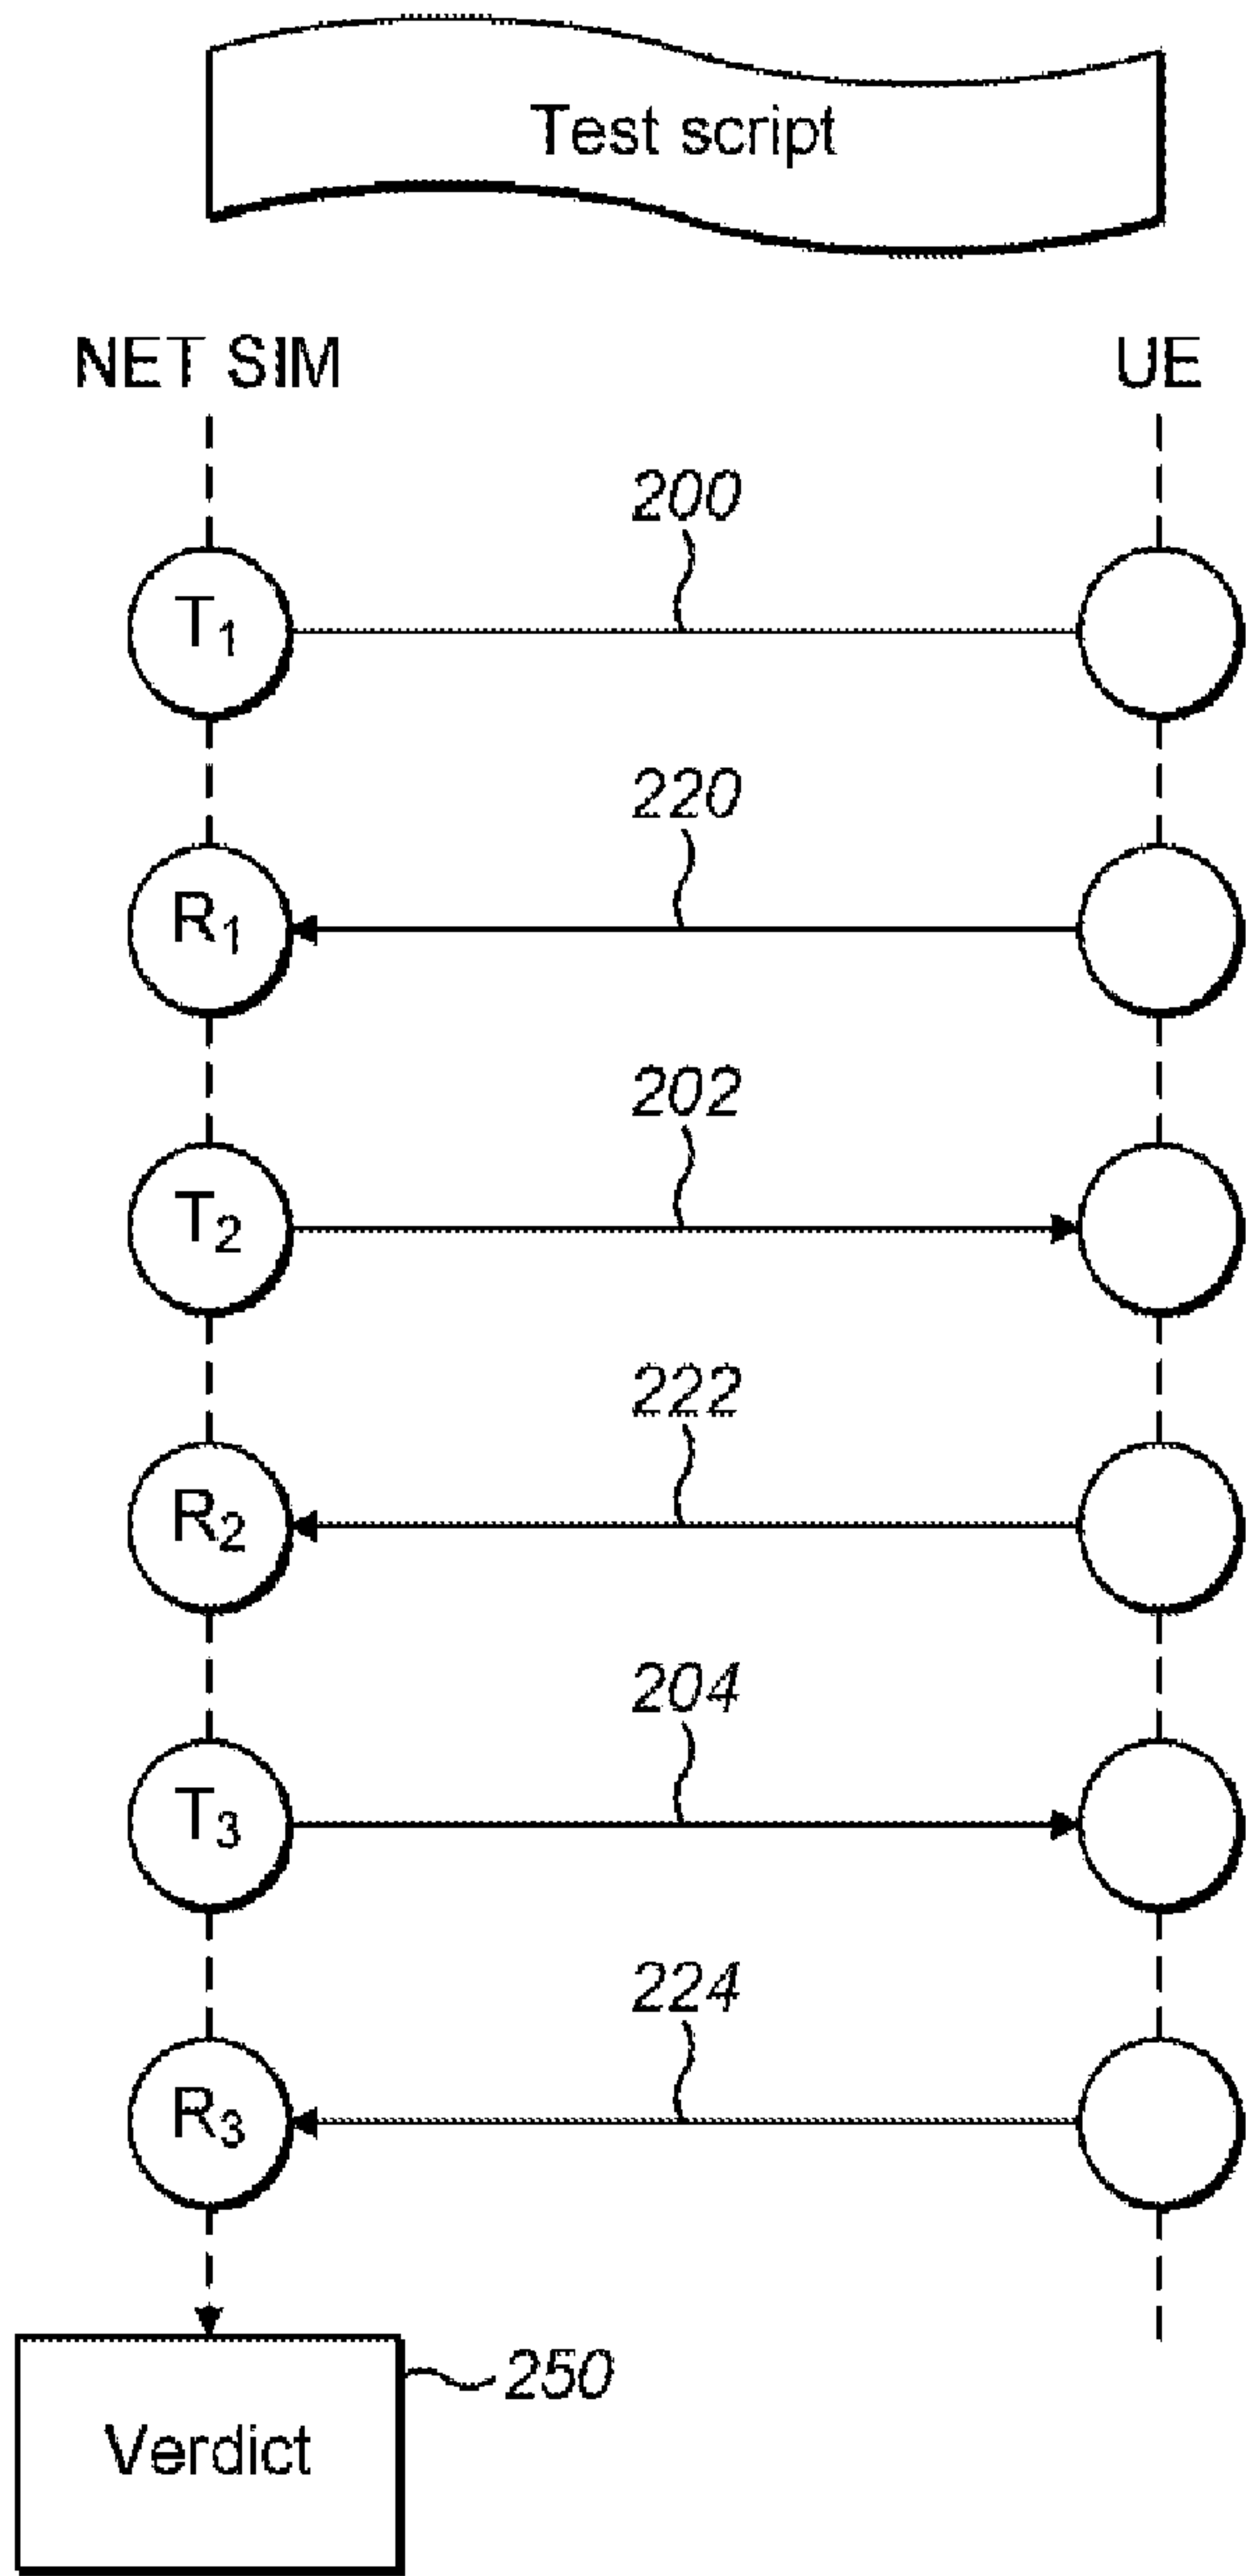 Test script
NET SIM UE
200
T₁
220
R₁
202
T₂
222
R₂
204
T₃
224
R₃
250
Verdict